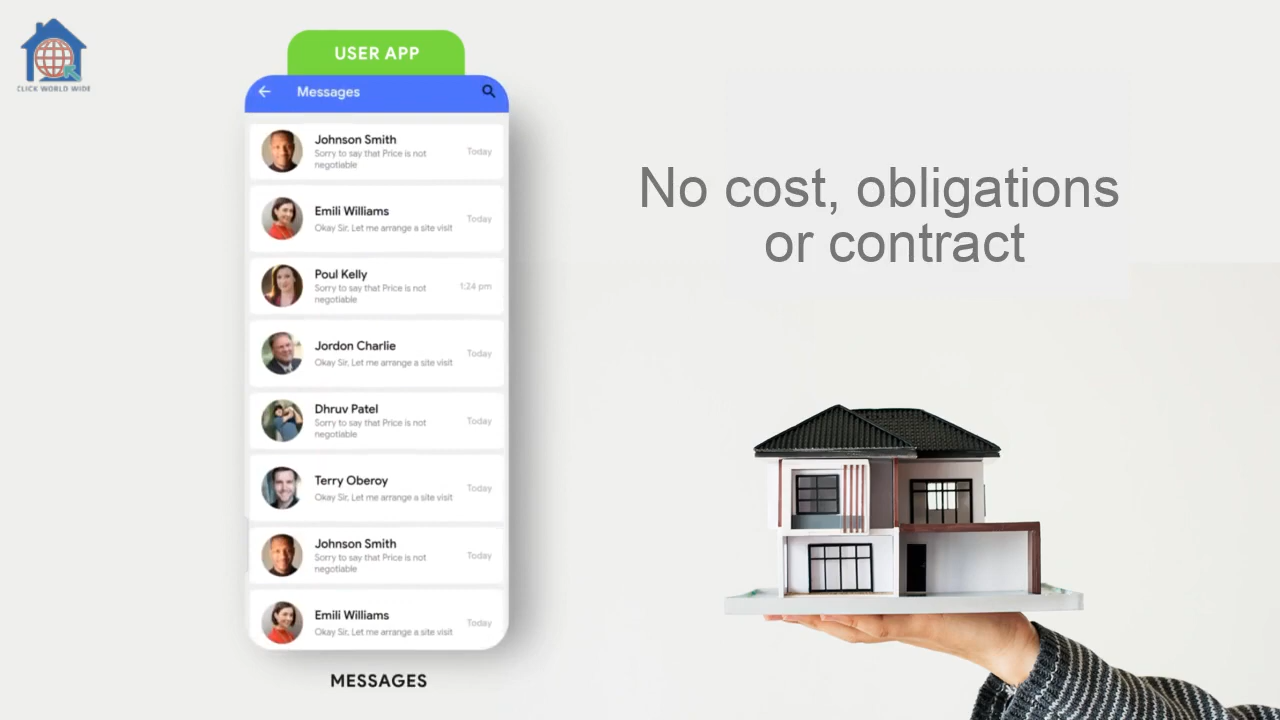 CLICK WORLD WIDE
USER APP
Messages
Johnson Smith
Sorry to say that Price is not
negotiable
Today
Emili Williams
Okay Sir, Let me arrange a site visit
Today
Poul Kelly
Sorry to say that Price is not
negotiable
1:24 pm
Jordon Charlie
Okay Sir, Let me arrange a site visit
Today
Dhruv Patel
Sorry to say that Price is not
negotiable
Today
Terry Oberoy
Okay Sir, Let me arrange a site visit
Today
Johnson Smith
Sorry to say that Price is not
negotiable
Today
Emili Williams
Okay Sir, Let me arrange a site visit
Today
MESSAGES
No cost, obligations
or contract